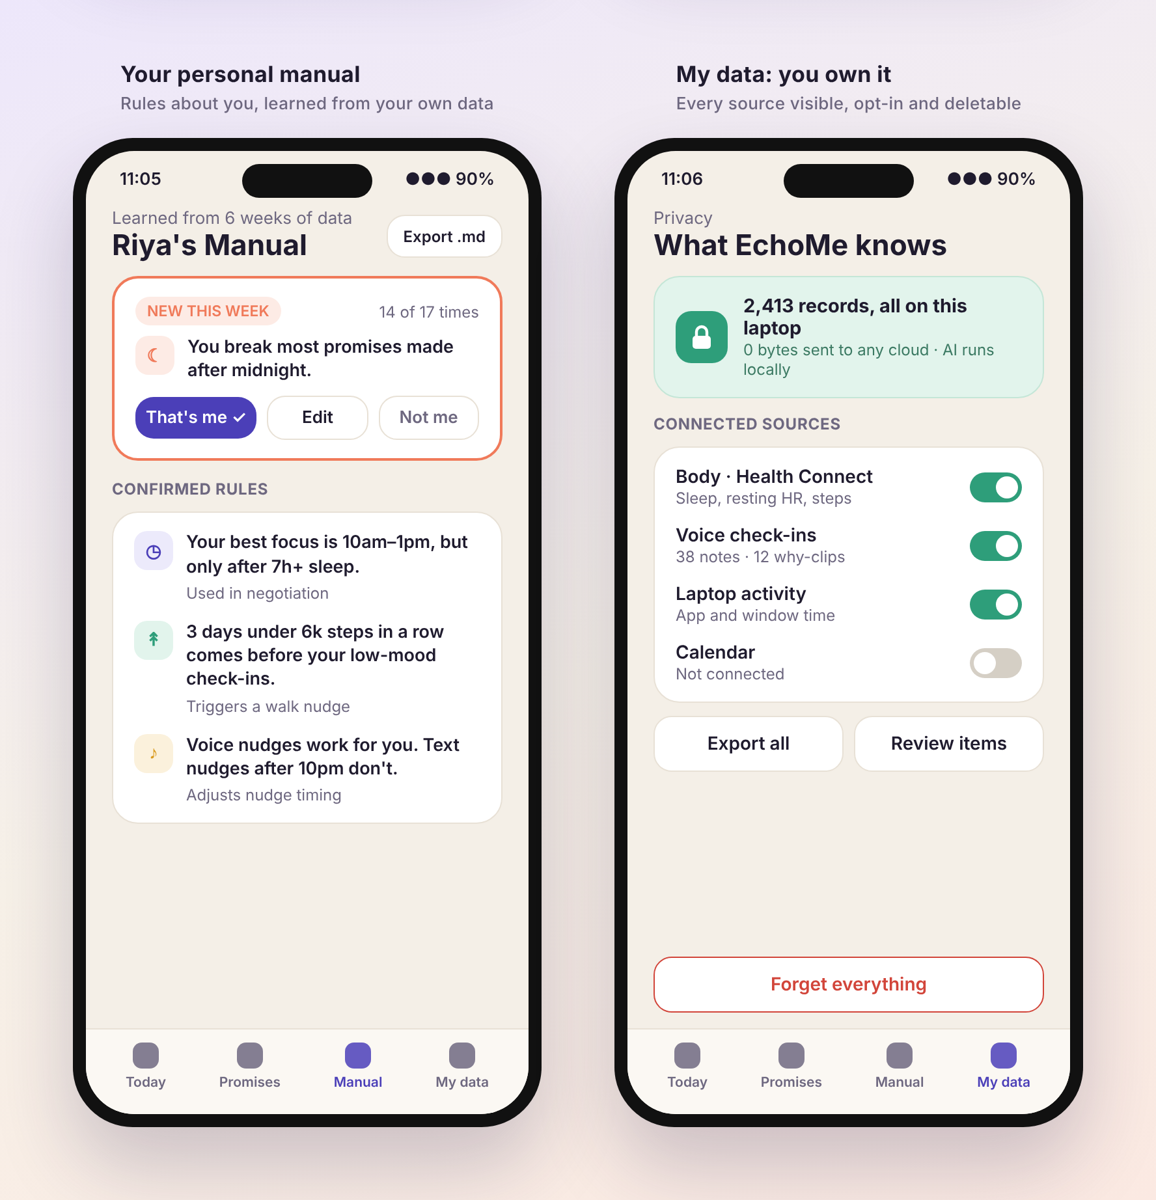 Your personal manual
Rules about you, learned from your own data
11:05
90%
Learned from 6 weeks of data
Riya's Manual
Export .md
NEW THIS WEEK
14 of 17 times
You break most promises made
after midnight.
That's me ✓
Edit
Not me
CONFIRMED RULES
Your best focus is 10am–1pm, but
only after 7h+ sleep.
Used in negotiation
3 days under 6k steps in a row
comes before your low-mood
check-ins.
Triggers a walk nudge
Voice nudges work for you. Text
nudges after 10pm don't.
Adjusts nudge timing
Today
Promises
Manual
My data
My data: you own it
Every source visible, opt-in and deletable
11:06
90%
Privacy
What EchoMe knows
2,413 records, all on this
laptop
0 bytes sent to any cloud · AI runs
locally
CONNECTED SOURCES
Body · Health Connect
Sleep, resting HR, steps
Voice check-ins
38 notes · 12 why-clips
Laptop activity
App and window time
Calendar
Not connected
Export all
Review items
Forget everything
Today
Promises
Manual
My data